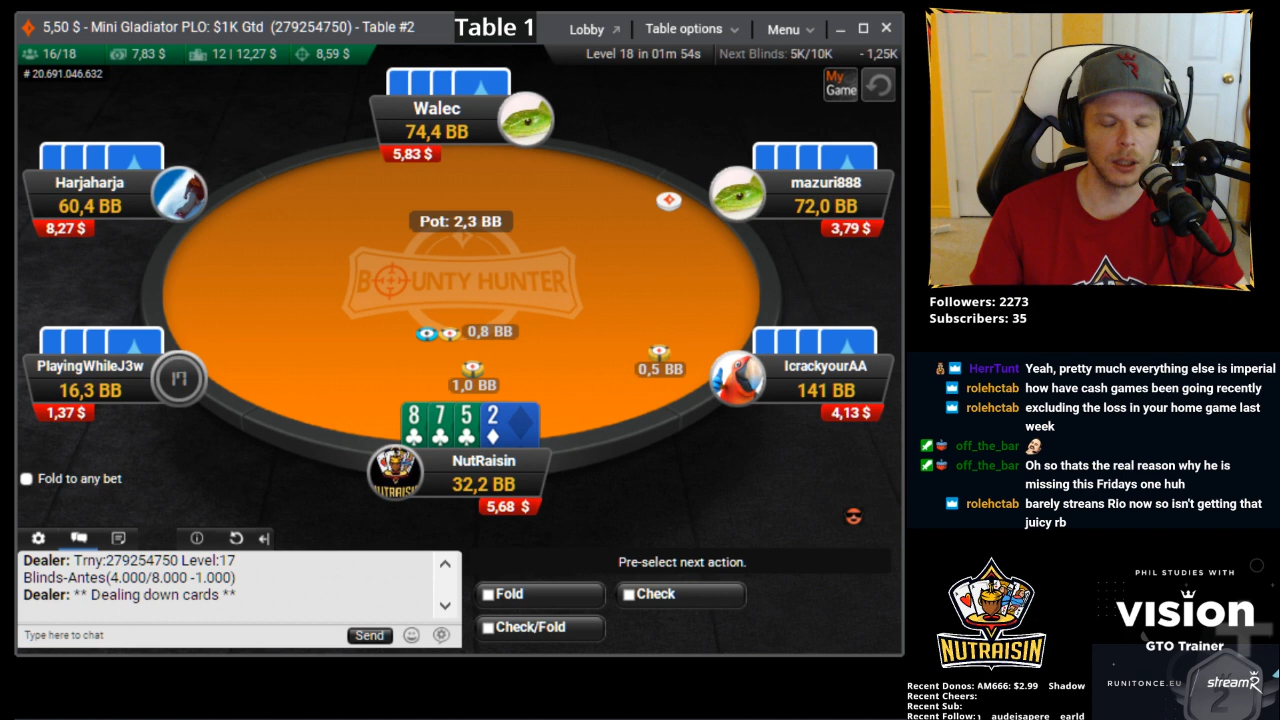 5,50 $ - Mini Gladiator PLO: $1K Gtd (279254750) - Table #2
Table 1
Lobby
Table options
Menu
16/18
7,83 $
12 | 12,27 $
8,59 $
Level 18 in 01m 54s
Next Blinds: 5K/10K
- 1,25K
# 20.691.046.632
My
Game
Walec
74,4 BB
5,83 $
Harjaharja
60,4 BB
8,27 $
mazuri888
72,0 BB
3,79 $
Pot: 2,3 BB
BOUNTY HUNTER
0,8 BB
1,0 BB
0,5 BB
PlayingWhileJ3w
16,3 BB
1,37 $
IcrackyourAA
141 BB
4,13 $
8 7 5 2
NutRaisin
32,2 BB
5,68 $
Fold to any bet
Dealer: Trny:279254750 Level:17
Blinds-Antes(4.000/8.000 -1.000)
Dealer: ** Dealing down cards **
Type here to chat
Send
Pre-select next action.
Fold
Check
Check/Fold
Followers: 2273
Subscribers: 35
HerrTunt Yeah, pretty much everything else is imperial
rolehctab how have cash games been going recently
rolehctab excluding the loss in your home game last
week
off_the_bar
off_the_bar Oh so thats the real reason why he is
missing this Fridays one huh
rolehctab barely streans Rio now so isn't getting that
juicy rb
NUTRAISIN
PHIL STUDIES WITH
vision
GTO Trainer
RUNITONCE.EU
streamR
2
Recent Donos: AM666: $2.99 Shadow
Recent Cheers:
Recent Sub:
Recent Follow: audeisapere earld